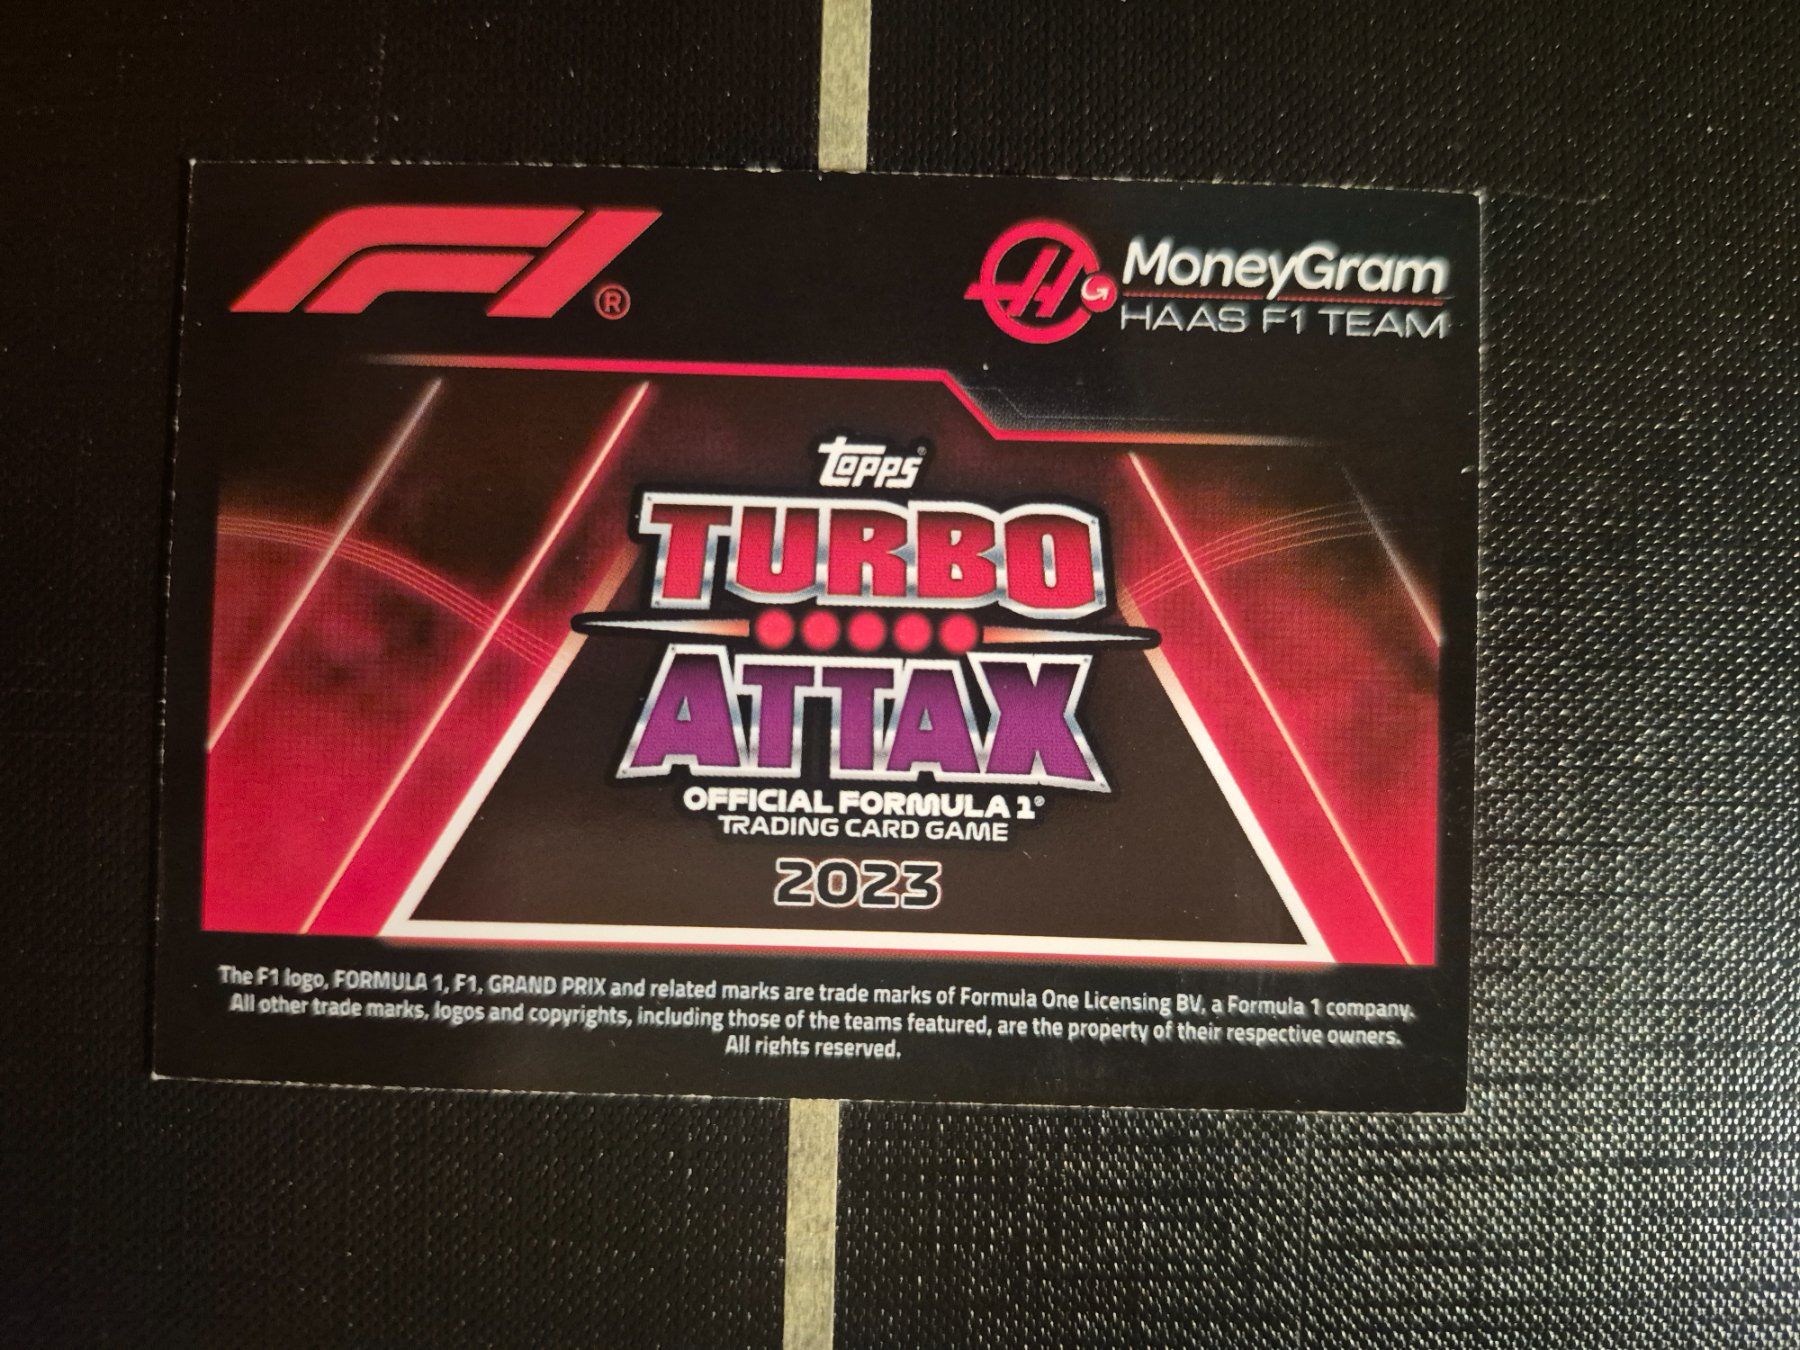 F1®
MoneyGram
HAAS F1 TEAM
Topps®
TURBO
ATTAX
OFFICIAL FORMULA 1®
TRADING CARD GAME
2023
The F1 logo, FORMULA 1, F1, GRAND PRIX and related marks are trade marks of Formula One Licensing BV, a Formula 1 company.
All other trade marks, logos and copyrights, including those of the teams featured, are the property of their respective owners.
All rights reserved.